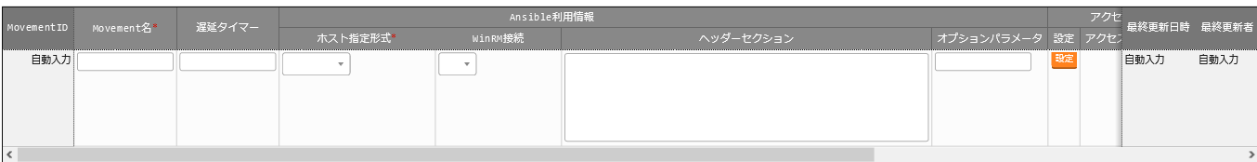 Ansible利用情報
アクセ
MovementID Movement名* 遅延タイマー 最終更新日時 最終更新者
ホスト指定形式* WinRM接続 ヘッダーセクション オプションパラメータ 設定 アクセス
自動入力 設定 自動入力 自動入力